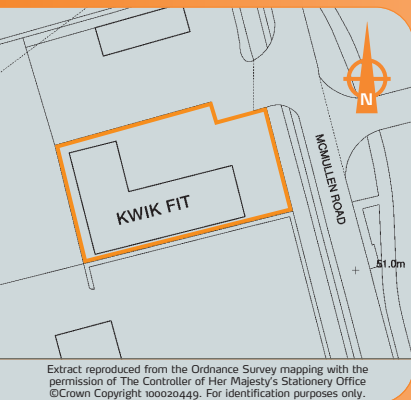 N
MCMULLEN ROAD
KWIK FIT
51.0m
Extract reproduced from the Ordnance Survey mapping with the
permission of The Controller of Her Majesty's Stationery Office
©Crown Copyright 100020449. For identification purposes only.